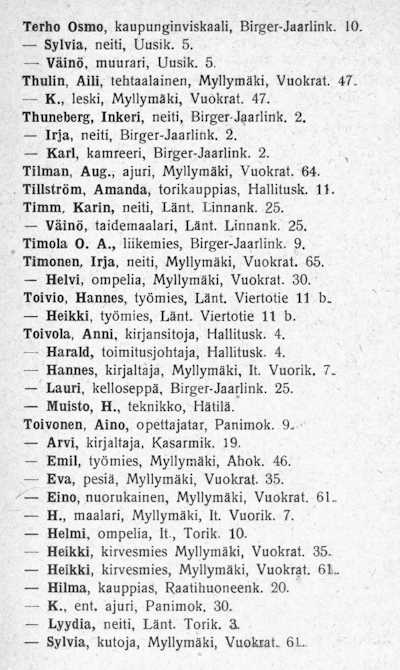 Terho Osmo, kaupunginviskaali, Birger-Jaarlink. 10.
— Sylvia, neiti, Uusik. 5.
— Väinö, muurari, Uusik. 5.
Thulin, Aili, tehtaalainen, Myllymäki, Vuokrat. 47.
— K., leski, Myllymäki, Vuokrat. 47.
Thuneberg, Inkeri, neiti, Birger-Jaarlink. 2.
— Irja, neiti, Birger-Jaarlink. 2.
— Karl, kamreeri, Birger-Jaarlink. 2.
Tilman, Aug., ajuri, Myllymäki, Vuokrat. 64.
Tillström, Amanda, torikauppias, Hallitusk. 11.
Timm, Karin, neiti, Länt. Linnank. 25.
— Väinö, taidemaalari, Länt. Linnank. 25.
Timola O. A., liikemies, Birger-Jaarlink. 9.
Timonen, Irja, neiti, Myllymäki, Vuokrat. 65.
— Helvi, ompelia, Myllymäki, Vuokrat. 30.
Toivio, Hannes, työmies, Länt. Viertotie 11 b.
— Heikki, työmies, Länt. Viertotie 11 b.
Toivola, Anni, kirjansitoja, Hallitusk. 4.
— Harald, toimitusjohtaja, Hallitusk. 4.
— Hannes, kirjaltaja, Myllymäki, It. Vuorik. 7.
— Lauri, kelloseppä, Birger-Jaarlink. 25.
— Muisto, H., teknikko, Hätilä.
Toivonen, Aino, opettajatar, Panimok. 9.
— Arvi, kirjaltaja, Kasarmik. 19.
— Emil, työmies, Myllymäki, Ahok. 46.
— Eva, pesiä, Myllymäki, Vuokrat. 35.
— Eino, nuorukainen, Myllymäki, Vuokrat. 61.
— H., maalari, Myllymäki, It. Vuorik. 7.
— Helmi, ompelia, It., Torik. 10.
— Heikki, kirvesmies Myllymäki, Vuokrat. 35.
— Heikki, kirvesmies, Myllymäki, Vuokrat. 61.
— Hilma, kauppias, Raatihuoneenk. 20.
— K., ent. ajuri, Panimok. 30.
— Lyydia, neiti, Länt. Torik. 3.
— Sylvia, kutoja, Myllymäki, Vuokrat. 61.